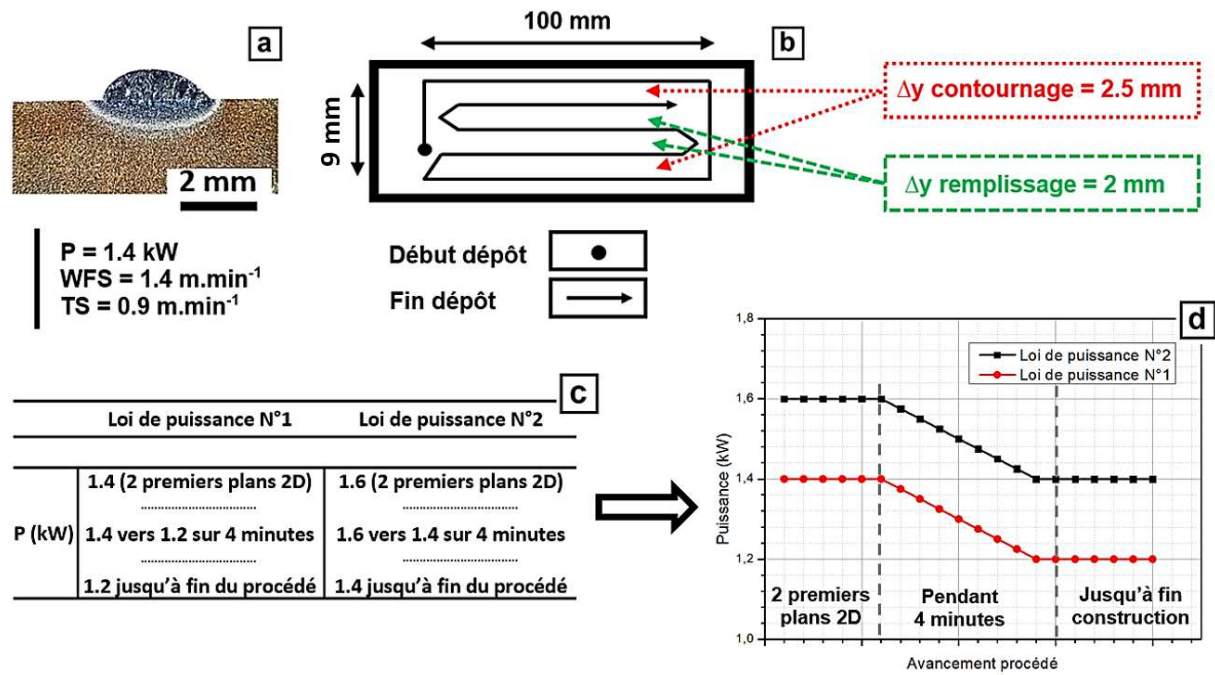 a
2 mm
P = 1.4 kW
WFS = 1.4 m.min⁻¹
TS = 0.9 m.min⁻¹
b
100 mm
9 mm
Δy contournage = 2.5 mm
Δy remplissage = 2 mm
Début dépôt
Fin dépôt
c
Loi de puissance N°1 Loi de puissance N°2
1.4 (2 premiers plans 2D) 1.6 (2 premiers plans 2D)
P (kW) 1.4 vers 1.2 sur 4 minutes 1.6 vers 1.4 sur 4 minutes
1.2 jusqu'à fin du procédé 1.4 jusqu'à fin du procédé
d
Loi de puissance N°2
Loi de puissance N°1
1,8
1,6
1,4
1,2
1,0
Puissance (kW)
2 premiers
plans 2D
Pendant
4 minutes
Jusqu'à fin
construction
Avancement procédé